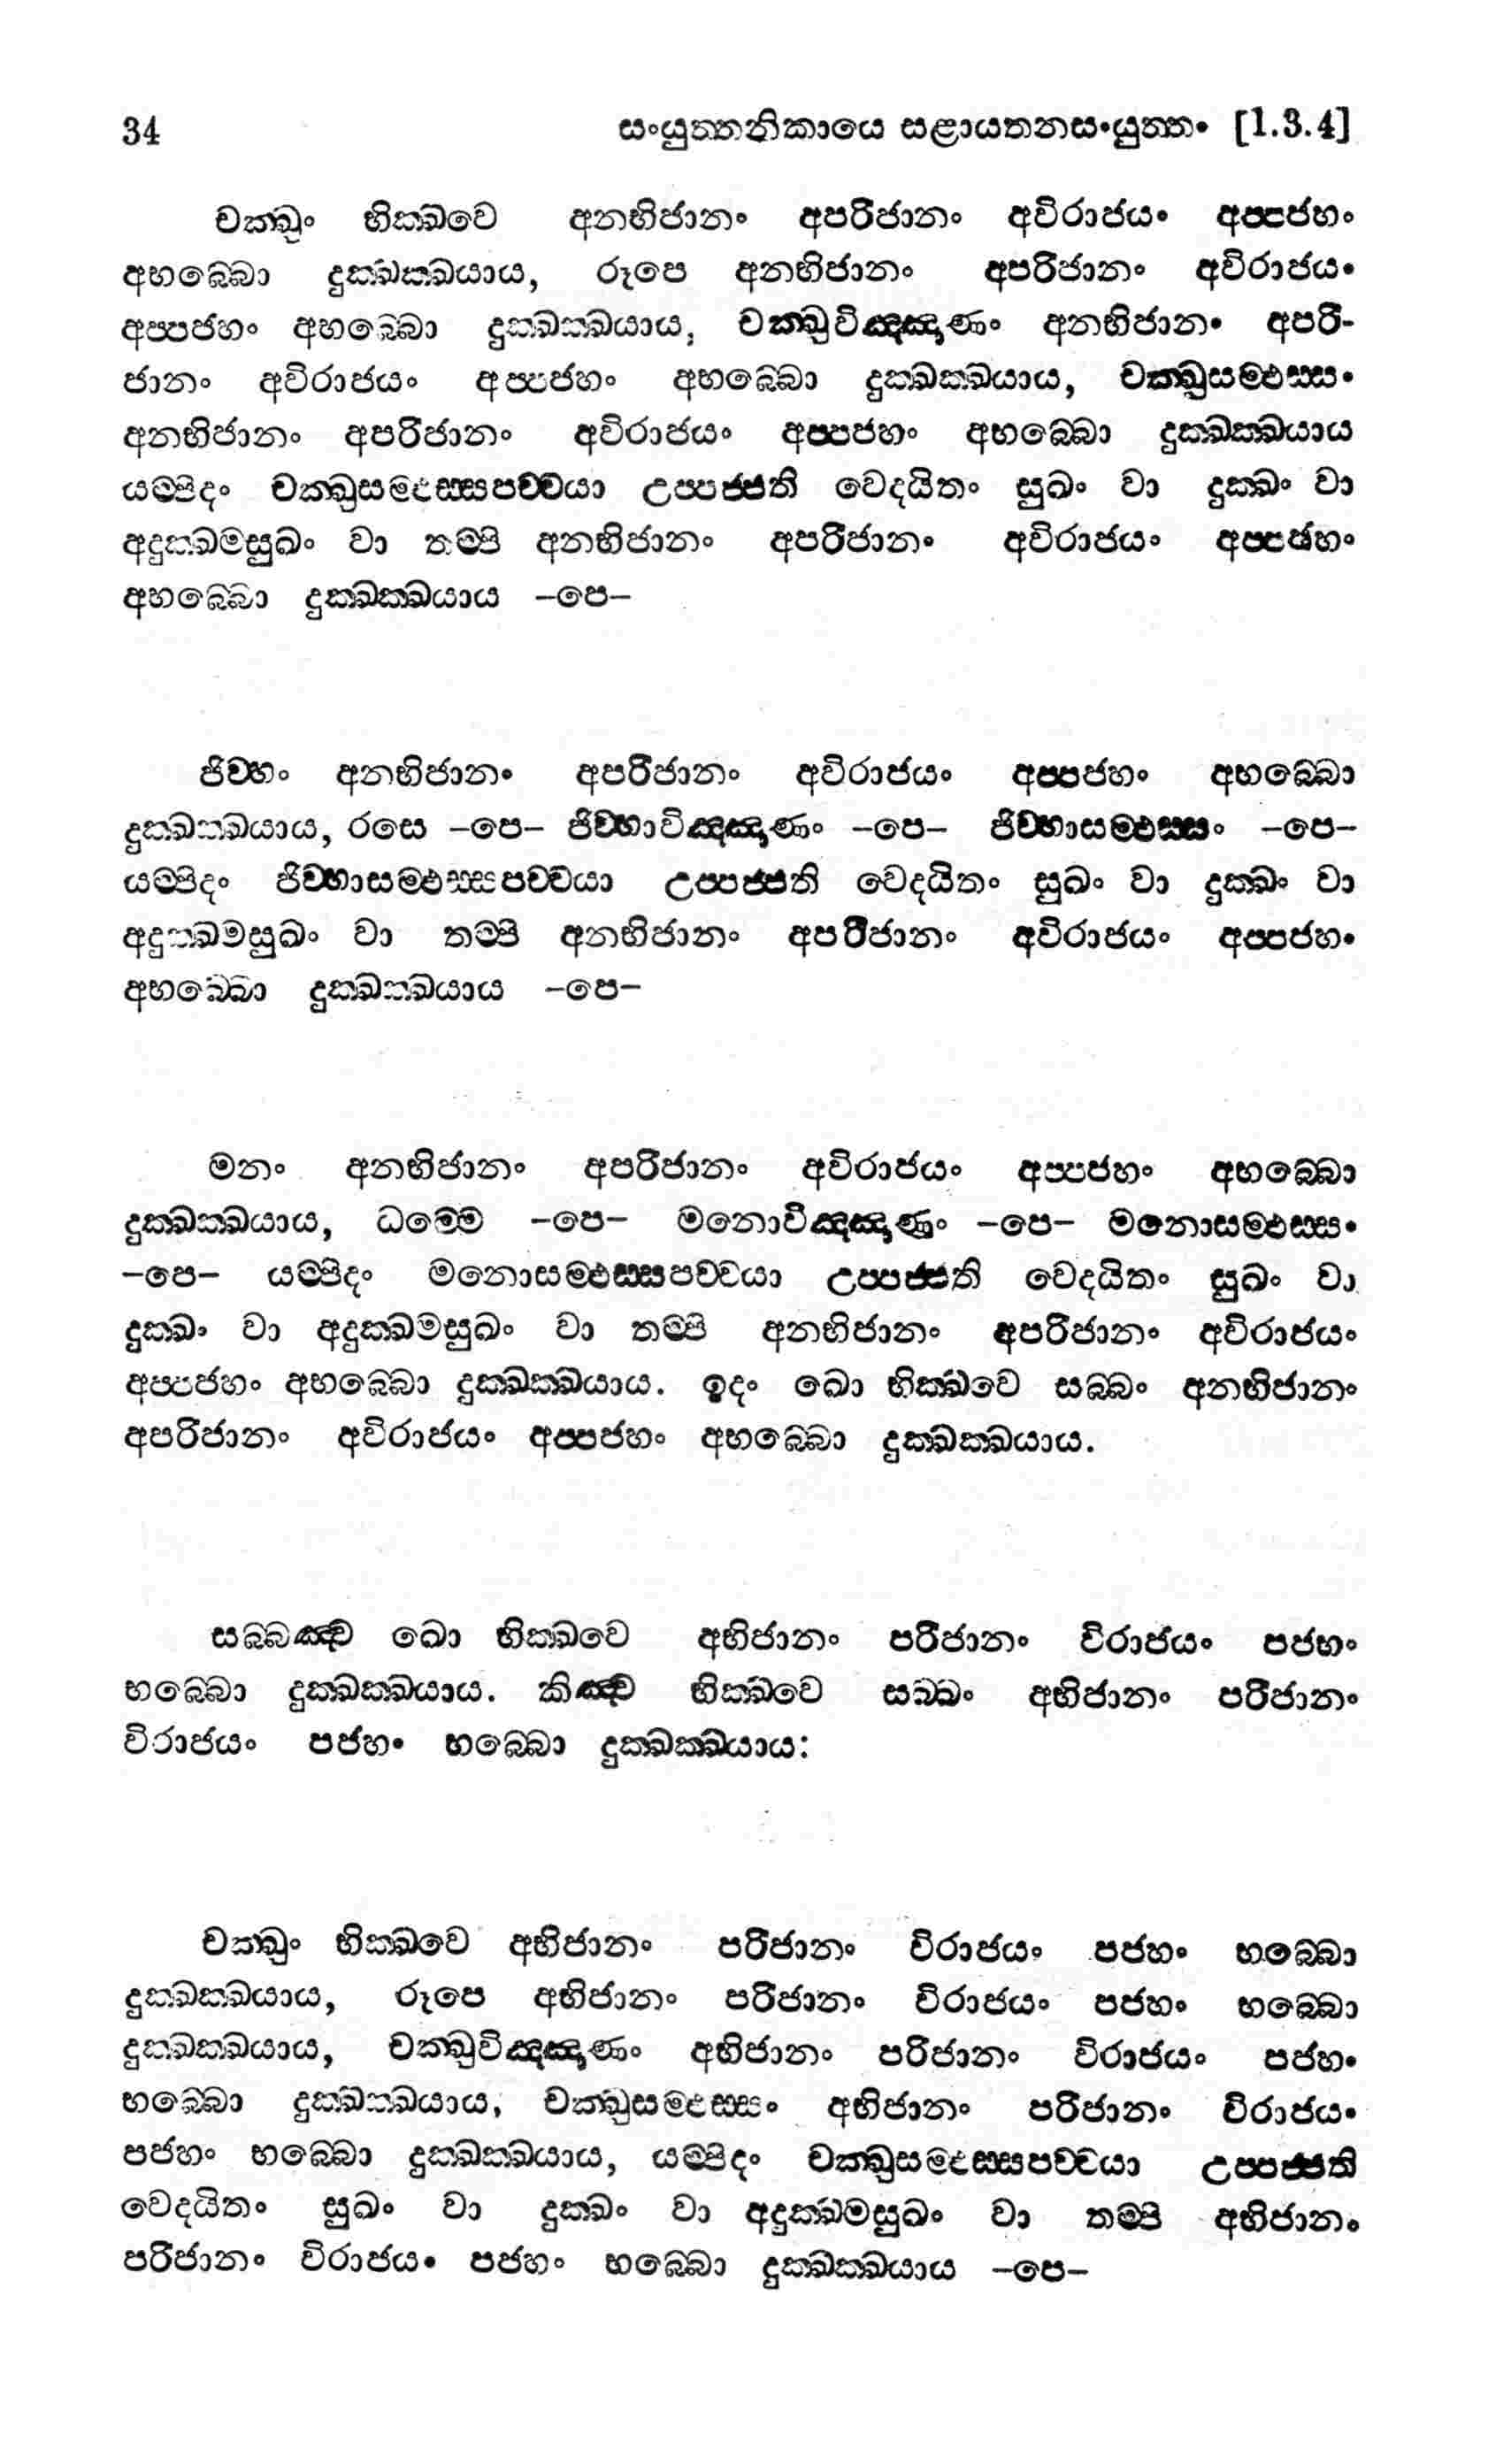 34 සංයුත්තනිකායෙ සළායතනසංයුත්තං [1.3.4]
චක්ඛුං භික්ඛවෙ අනභිජානං අපරිජානං අවිරාජයං අප්පජහං
අභබ්බො දුක්ඛක්ඛයාය, රූපෙ අනභිජානං අපරිජානං අවිරාජයං
අප්පජහං අභබ්බො දුක්ඛක්ඛයාය, චක්ඛුවිඤ්ඤාණං අනභිජානං අපරි-
ජානං අවිරාජයං අප්පජහං අභබ්බො දුක්ඛක්ඛයාය, චක්ඛුසම්ඵස්සං
අනභිජානං අපරිජානං අවිරාජයං අප්පජහං අභබ්බො දුක්ඛක්ඛයාය
යම්පිදං චක්ඛුසම්ඵස්සපච්චයා උප්පජ්ජති වෙදයිතං සුඛං වා දුක්ඛං වා
අදුක්ඛමසුඛං වා තම්පි අනභිජානං අපරිජානං අවිරාජයං අප්පජහං
අභබ්බො දුක්ඛක්ඛයාය –පෙ–
ජිව්හං අනභිජානං අපරිජානං අවිරාජයං අප්පජහං අභබ්බො
දුක්ඛක්ඛයාය, රසෙ –පෙ– ජිව්හාවිඤ්ඤාණං –පෙ– ජිව්හාසම්ඵස්සං –පෙ–
යම්පිදං ජිව්හාසම්ඵස්සපච්චයා උප්පජ්ජති වෙදයිතං සුඛං වා දුක්ඛං වා
අදුක්ඛමසුඛං වා තම්පි අනභිජානං අපරිජානං අවිරාජයං අප්පජහං
අභබ්බො දුක්ඛක්ඛයාය –පෙ–
මනං අනභිජානං අපරිජානං අවිරාජයං අප්පජහං අභබ්බො
දුක්ඛක්ඛයාය, ධම්මෙ –පෙ– මනොවිඤ්ඤාණං –පෙ– මනොසම්ඵස්සං
–පෙ– යම්පිදං මනොසම්ඵස්සපච්චයා උප්පජ්ජති වෙදයිතං සුඛං වා
දුක්ඛං වා අදුක්ඛමසුඛං වා තම්පි අනභිජානං අපරිජානං අවිරාජයං
අප්පජහං අභබ්බො දුක්ඛක්ඛයාය. ඉදං ඛො භික්ඛවෙ සබ්බං අනභිජානං
අපරිජානං අවිරාජයං අප්පජහං අභබ්බො දුක්ඛක්ඛයාය.
සබ්බඤ්ච ඛො භික්ඛවෙ අභිජානං පරිජානං විරාජයං පජහං
භබ්බො දුක්ඛක්ඛයාය. කිඤ්ච භික්ඛවෙ සබ්බං අභිජානං පරිජානං
විරාජයං පජහං භබ්බො දුක්ඛක්ඛයාය:
චක්ඛුං භික්ඛවෙ අභිජානං පරිජානං විරාජයං පජහං භබ්බො
දුක්ඛක්ඛයාය, රූපෙ අභිජානං පරිජානං විරාජයං පජහං භබ්බො
දුක්ඛක්ඛයාය, චක්ඛුවිඤ්ඤාණං අභිජානං පරිජානං විරාජයං පජහං
භබ්බො දුක්ඛක්ඛයාය, චක්ඛුසම්ඵස්සං අභිජානං පරිජානං විරාජයං
පජහං භබ්බො දුක්ඛක්ඛයාය, යම්පිදං චක්ඛුසම්ඵස්සපච්චයා උප්පජ්ජති
වෙදයිතං සුඛං වා දුක්ඛං වා අදුක්ඛමසුඛං වා තම්පි අභිජානං
පරිජානං විරාජයං පජහං භබ්බො දුක්ඛක්ඛයාය –පෙ–